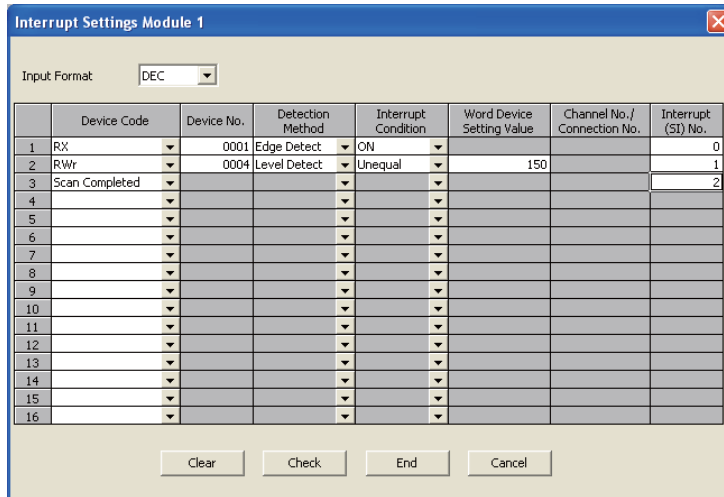 Interrupt Settings Module 1
Input Format DEC
Device Code Device No. Detection Method Interrupt Condition Word Device Setting Value Channel No./ Connection No. Interrupt (SI) No.
1 RX 0001 Edge Detect ON 0
2 RWr 0004 Level Detect Unequal 150 1
3 Scan Completed 2
4
5
6
7
8
9
10
11
12
13
14
15
16
Clear Check End Cancel